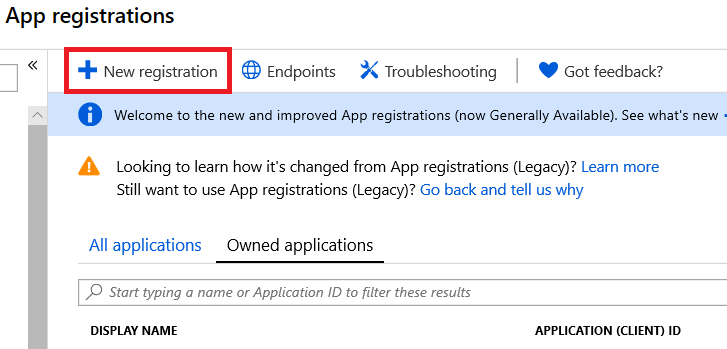 App registrations
« 
New registration Endpoints Troubleshooting Got feedback?
Welcome to the new and improved App registrations (now Generally Available). See what's new
Looking to learn how it's changed from App registrations (Legacy)? Learn more
Still want to use App registrations (Legacy)? Go back and tell us why
All applications Owned applications
Start typing a name or Application ID to filter these results
DISPLAY NAME APPLICATION (CLIENT) ID